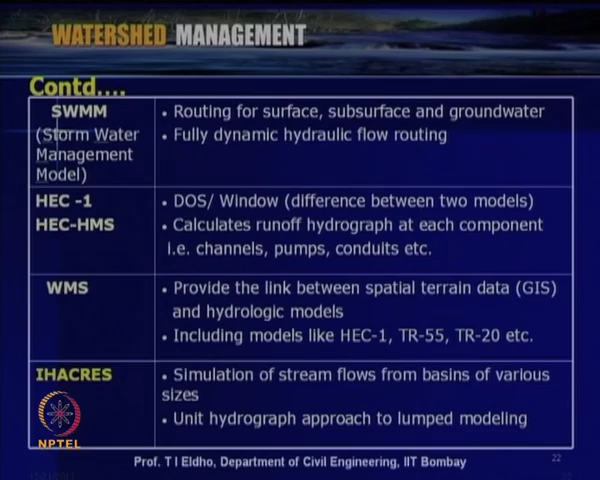 WATERSHED MANAGEMENT
Contd....
SWMM
(Storm Water
Management
Model)
• Routing for surface, subsurface and groundwater
• Fully dynamic hydraulic flow routing
HEC -1
HEC-HMS
• DOS/ Window (difference between two models)
• Calculates runoff hydrograph at each component
i.e. channels, pumps, conduits etc.
WMS
• Provide the link between spatial terrain data (GIS)
and hydrologic models
• Including models like HEC-1, TR-55, TR-20 etc.
IHACRES
• Simulation of stream flows from basins of various
sizes
• Unit hydrograph approach to lumped modeling
NPTEL
Prof. T I Eldho, Department of Civil Engineering, IIT Bombay
22